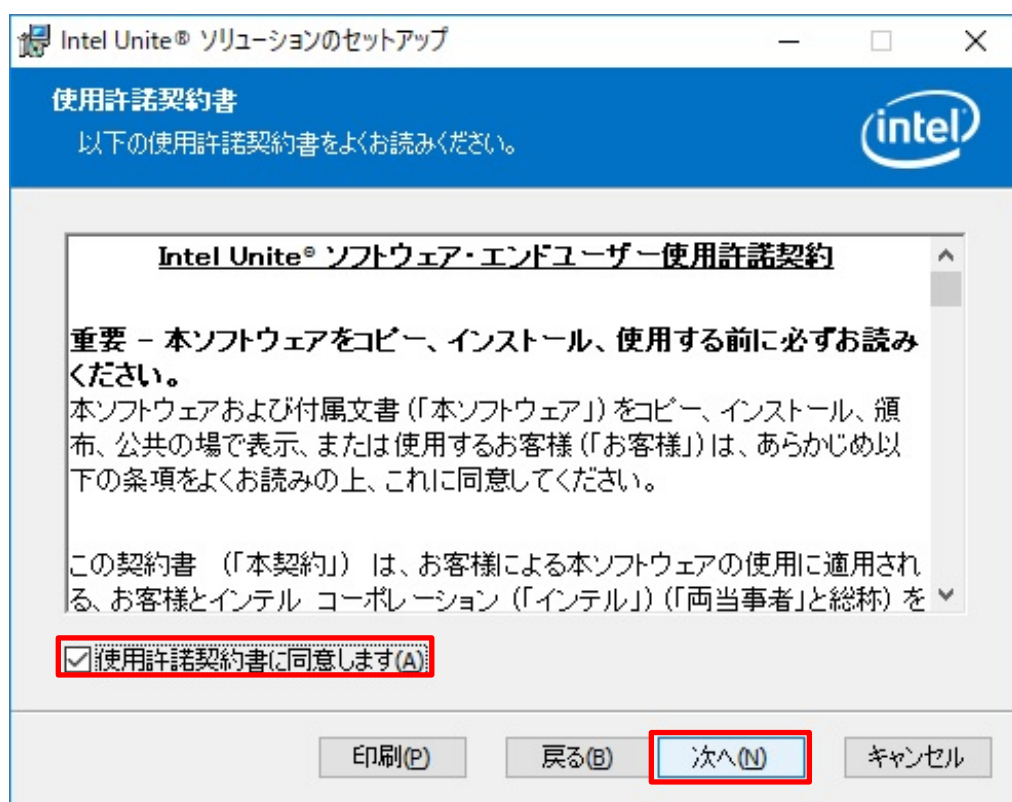 Intel Unite® ソリューションのセットアップ
使用許諾契約書
以下の使用許諾契約書をよくお読みください。
intel
Intel Unite® ソフトウェア・エンドユーザー使用許諾契約
重要 – 本ソフトウェアをコピー、インストール、使用する前に必ずお読み
ください。
本ソフトウェアおよび付属文書 (「本ソフトウェア」) をコピー、インストール、頒
布、公共の場で表示、または使用するお客様 (「お客様」) は、あらかじめ以
下の条項をよくお読みの上、これに同意してください。
この契約書 (「本契約」) は、お客様による本ソフトウェアの使用に適用され
る、お客様とインテル コーポレーション (「インテル」) (「両当事者」と総称) を
使用許諾契約書に同意します(A)
印刷(P) 戻る(B) 次へ(N) キャンセル